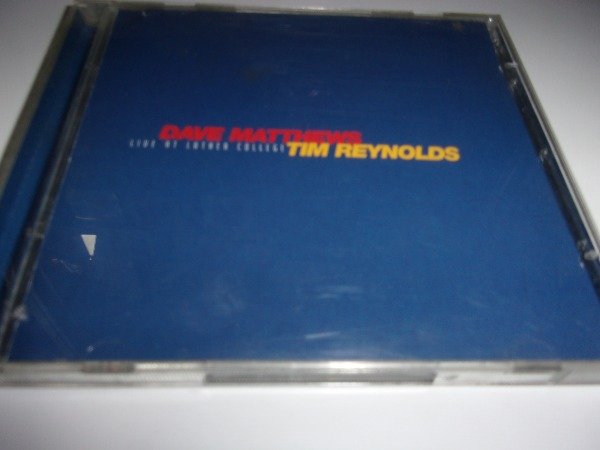 DAVE MATTHEWS
LIVE AT LUTHER COLLEGE
TIM REYNOLDS